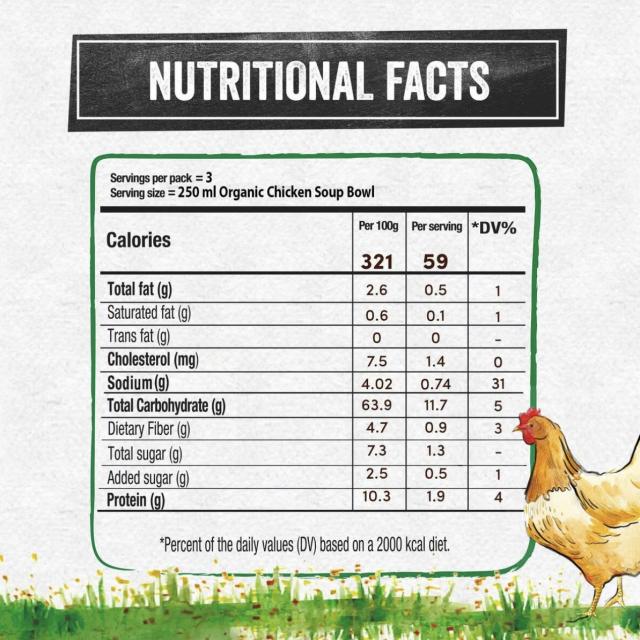 NUTRITIONAL FACTS
Servings per pack = 3
Serving size = 250 ml Organic Chicken Soup Bowl
Calories Per 100g Per serving *DV%
321 59
Total fat (g) 2.6 0.5 1
Saturated fat (g) 0.6 0.1 1
Trans fat (g) 0 0 -
Cholesterol (mg) 7.5 1.4 0
Sodium (g) 4.02 0.74 31
Total Carbohydrate (g) 63.9 11.7 5
Dietary Fiber (g) 4.7 0.9 3
Total sugar (g) 7.3 1.3 -
Added sugar (g) 2.5 0.5 1
Protein (g) 10.3 1.9 4
*Percent of the daily values (DV) based on a 2000 kcal diet.